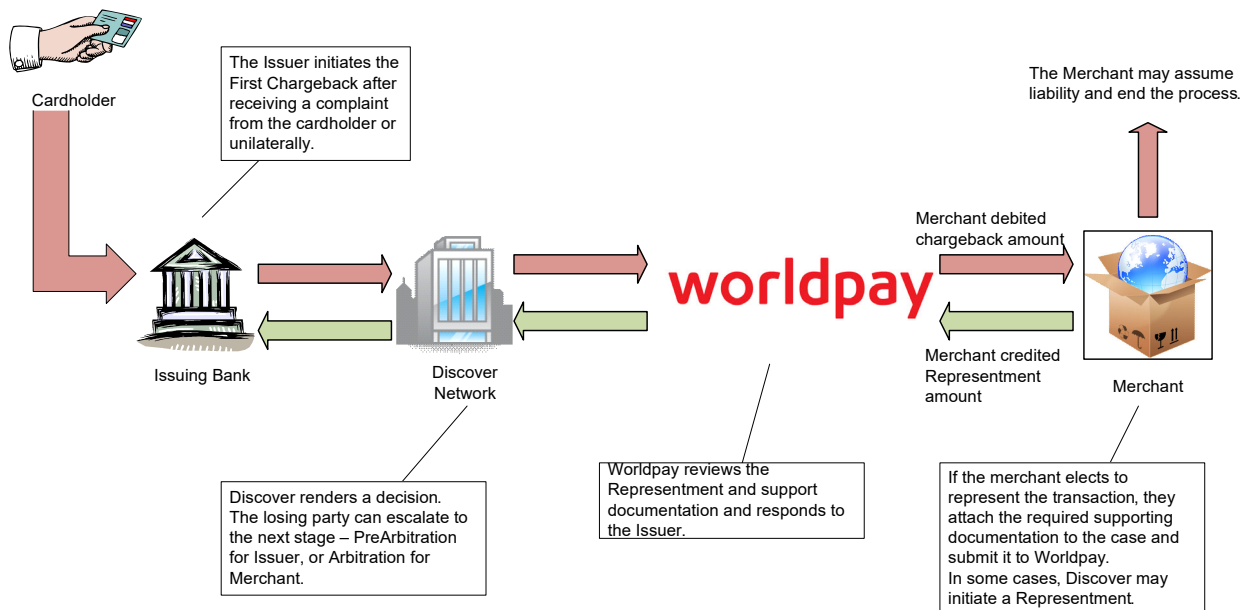 Cardholder
The Issuer initiates the
First Chargeback after
receiving a complaint
from the cardholder or
unilaterally.
The Merchant may assume
liability and end the process.
Merchant debited
chargeback amount
worldpay
Issuing Bank
Discover
Network
Merchant credited
Representment
amount
Merchant
Discover renders a decision.
The losing party can escalate to
the next stage – PreArbitration
for Issuer, or Arbitration for
Merchant.
Worldpay reviews the
Representment and support
documentation and responds to
the Issuer.
If the merchant elects to
represent the transaction, they
attach the required supporting
documentation to the case and
submit it to Worldpay.
In some cases, Discover may
initiate a Representment.